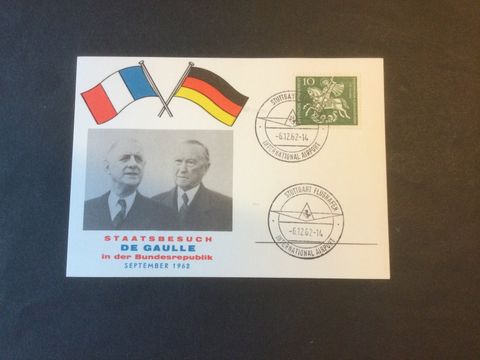 10
STUTTGART
-6.12.62-14
INTERNATIONAL AIRPORT
STAATSBESUCH
DE GAULLE
in der Bundesrepublik
SEPTEMBER 1962
STUTTGART FLUGHAFEN
-6.12.62-14
INTERNATIONAL AIRPORT